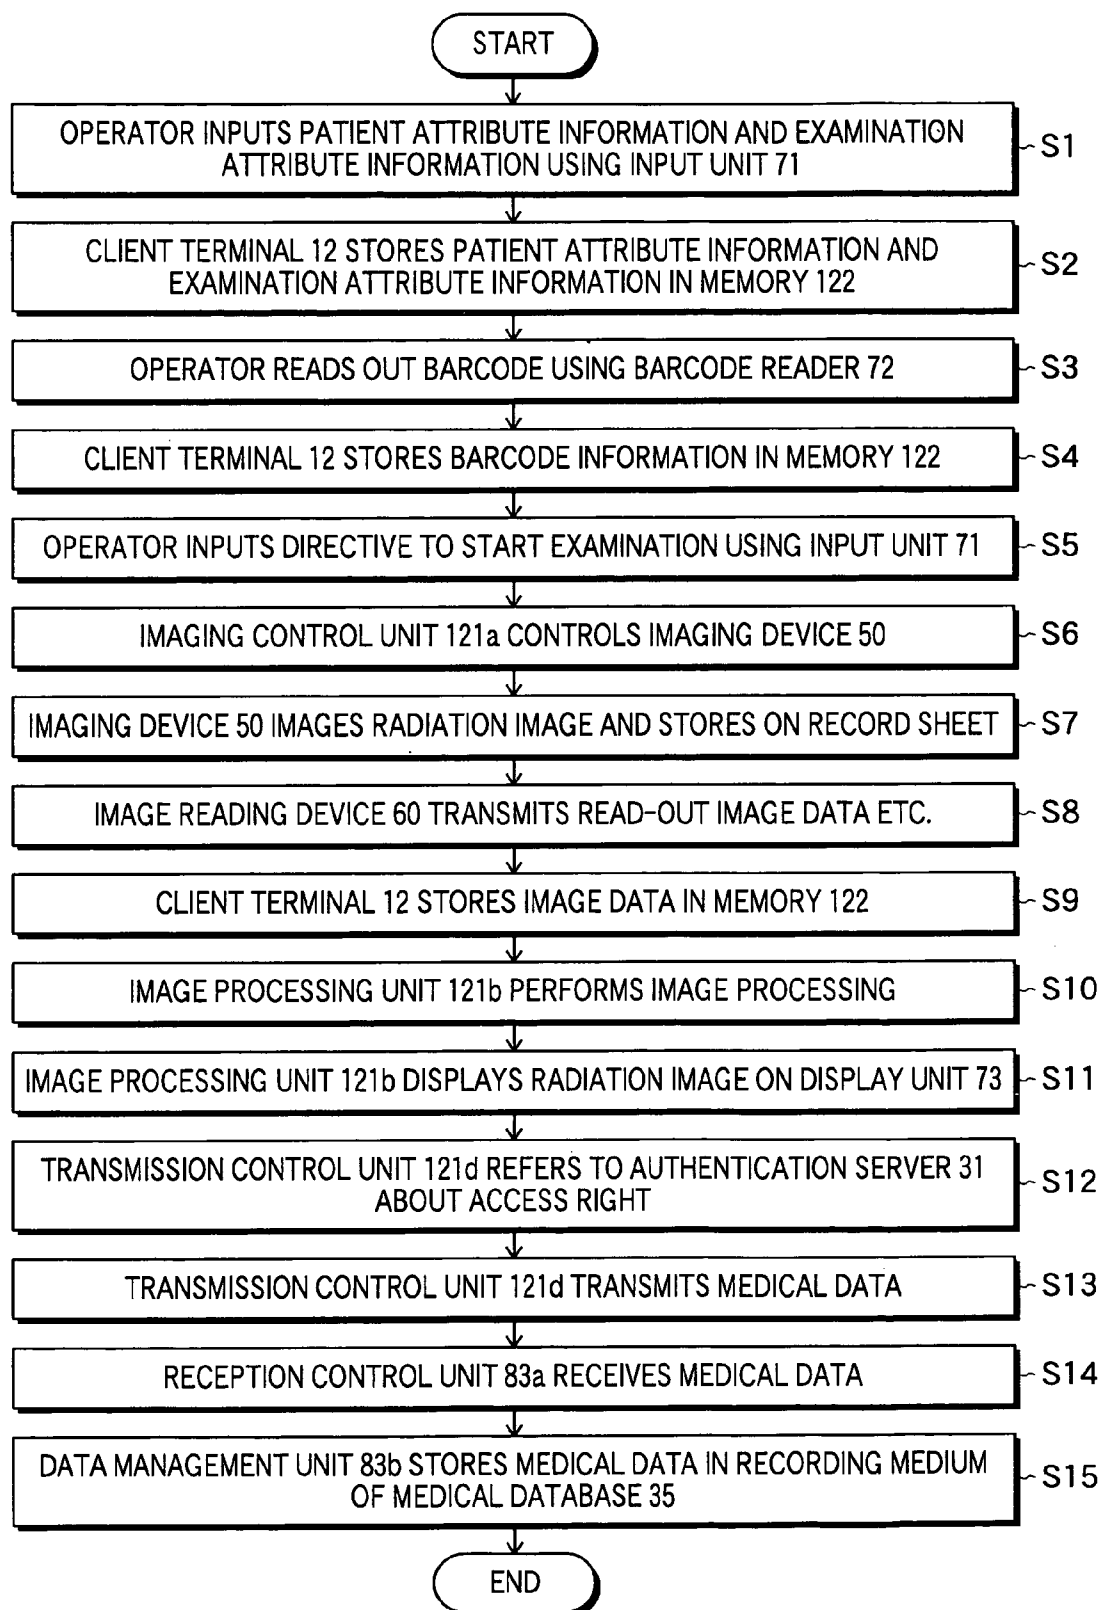 START
OPERATOR INPUTS PATIENT ATTRIBUTE INFORMATION AND EXAMINATION
ATTRIBUTE INFORMATION USING INPUT UNIT 71
S1
CLIENT TERMINAL 12 STORES PATIENT ATTRIBUTE INFORMATION AND
EXAMINATION ATTRIBUTE INFORMATION IN MEMORY 122
S2
OPERATOR READS OUT BARCODE USING BARCODE READER 72
S3
CLIENT TERMINAL 12 STORES BARCODE INFORMATION IN MEMORY 122
S4
OPERATOR INPUTS DIRECTIVE TO START EXAMINATION USING INPUT UNIT 71
S5
IMAGING CONTROL UNIT 121a CONTROLS IMAGING DEVICE 50
S6
IMAGING DEVICE 50 IMAGES RADIATION IMAGE AND STORES ON RECORD SHEET
S7
IMAGE READING DEVICE 60 TRANSMITS READ-OUT IMAGE DATA ETC.
S8
CLIENT TERMINAL 12 STORES IMAGE DATA IN MEMORY 122
S9
IMAGE PROCESSING UNIT 121b PERFORMS IMAGE PROCESSING
S10
IMAGE PROCESSING UNIT 121b DISPLAYS RADIATION IMAGE ON DISPLAY UNIT 73
S11
TRANSMISSION CONTROL UNIT 121d REFERS TO AUTHENTICATION SERVER 31
ABOUT ACCESS RIGHT
S12
TRANSMISSION CONTROL UNIT 121d TRANSMITS MEDICAL DATA
S13
RECEPTION CONTROL UNIT 83a RECEIVES MEDICAL DATA
S14
DATA MANAGEMENT UNIT 83b STORES MEDICAL DATA IN RECORDING MEDIUM
OF MEDICAL DATABASE 35
S15
END